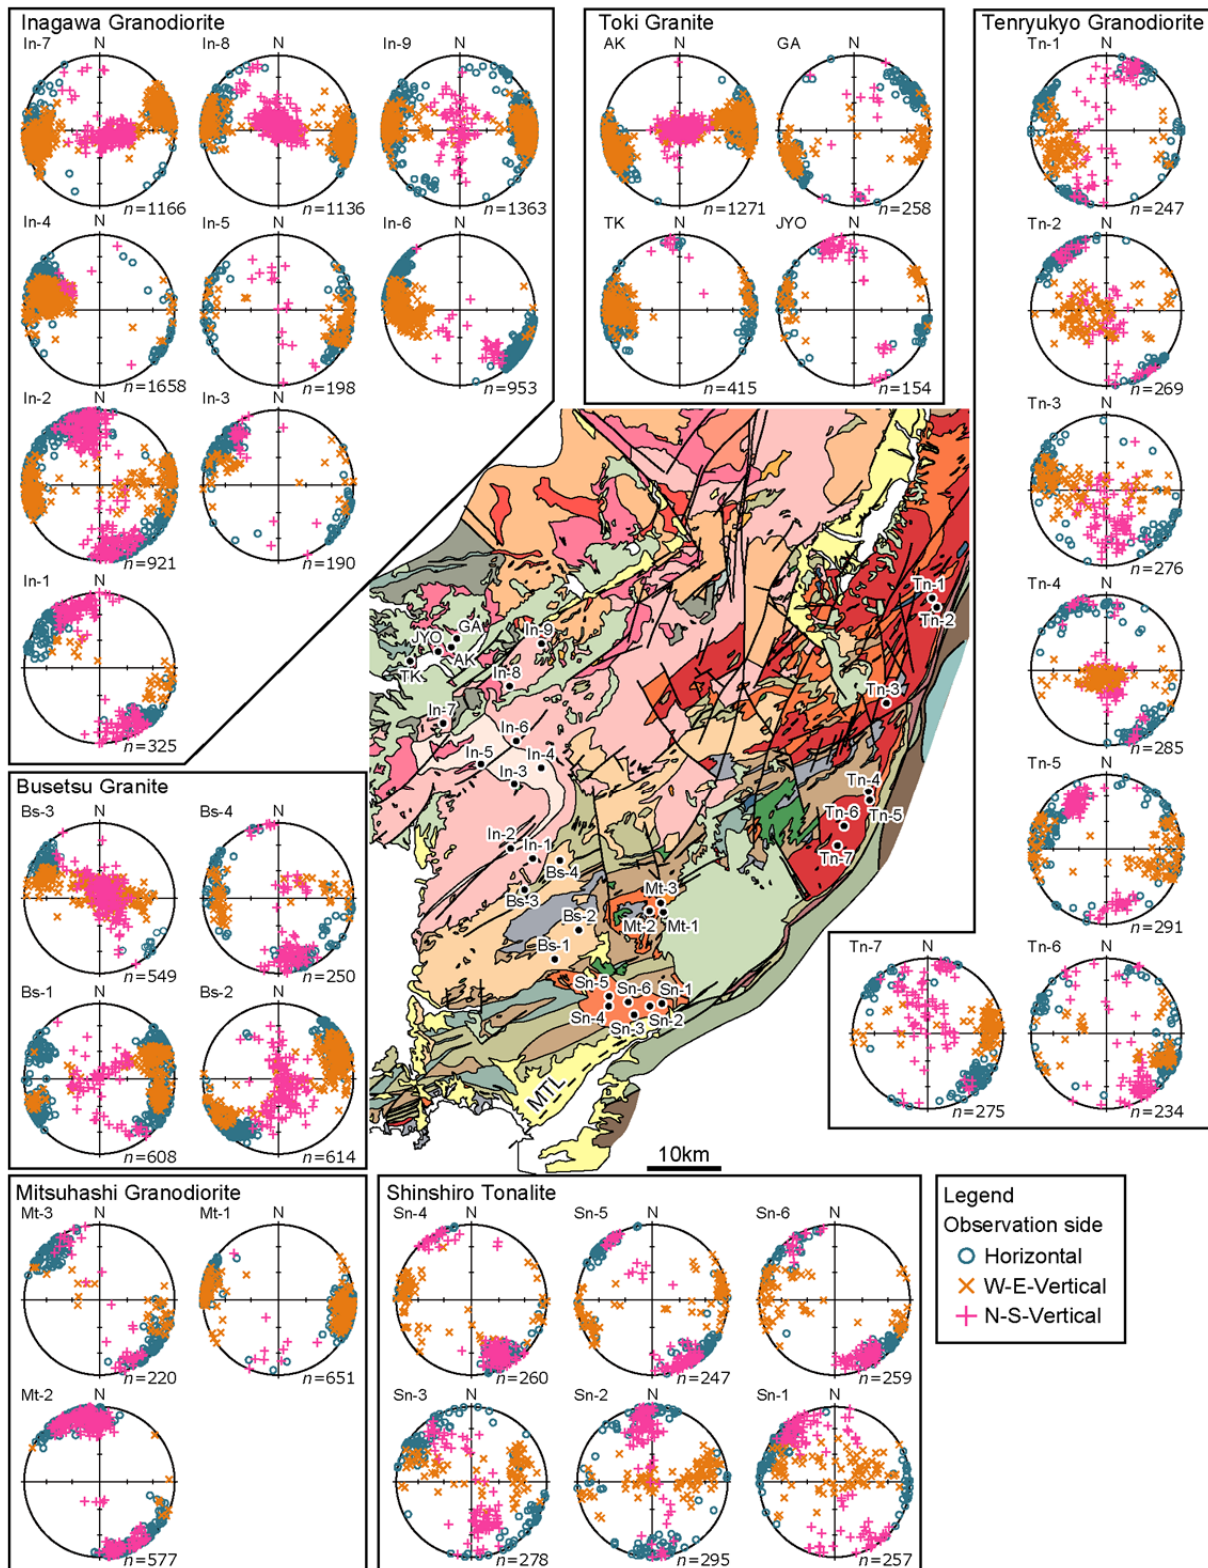 Inagawa Granodiorite
In-7
N
n=1166
In-8
N
n=1136
In-9
N
n=1363
In-4
N
n=1658
In-5
N
n=198
In-6
N
n=953
In-2
N
n=921
In-3
N
n=190
In-1
N
n=325
Toki Granite
AK
N
n=1271
GA
N
n=258
TK
N
n=415
JYO
N
n=154
Tenryukyo Granodiorite
Tn-1
N
n=247
Tn-2
N
n=269
Tn-3
N
n=276
Tn-4
N
n=285
Tn-5
N
n=291
Tn-7
N
n=275
Tn-6
N
n=234
GA
JYO
AK
TK
In-9
In-8
In-7
In-6
In-5
In-4
In-3
In-2
In-1
Bs-4
Bs-3
Bs-2
Bs-1
Mt-3
Mt-2
Mt-1
Sn-5
Sn-6
Sn-1
Sn-4
Sn-3
Sn-2
Tn-1
Tn-2
Tn-3
Tn-4
Tn-5
Tn-6
Tn-7
MTL
10km
Busetsu Granite
Bs-3
N
n=549
Bs-4
N
n=250
Bs-1
N
n=608
Bs-2
N
n=614
Mitsuhashi Granodiorite
Mt-3
N
n=220
Mt-1
N
n=651
Mt-2
N
n=577
Shinshiro Tonalite
Sn-4
N
n=260
Sn-5
N
n=247
Sn-6
N
n=259
Sn-3
N
n=278
Sn-2
N
n=295
Sn-1
N
n=257
Legend
Observation side
Horizontal
W-E-Vertical
N-S-Vertical